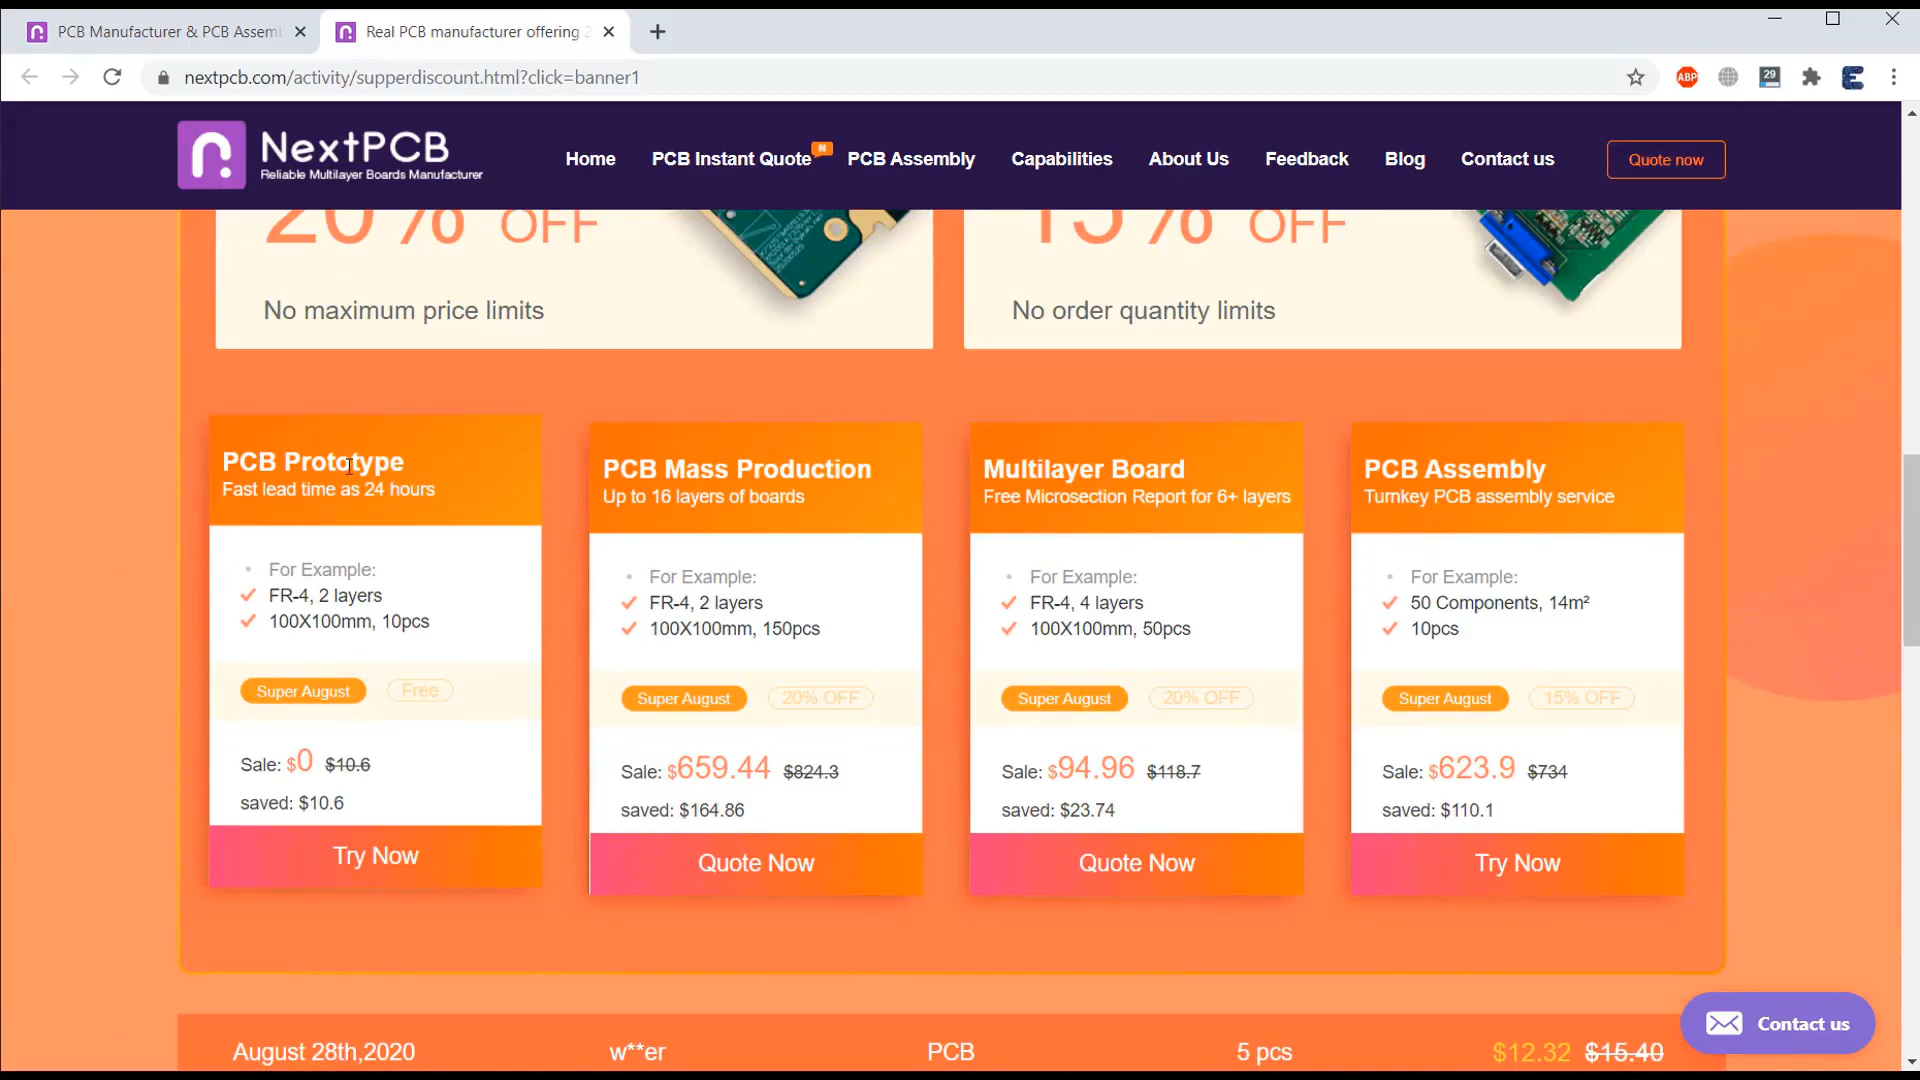 PCB Manufacturer & PCB Assem
Real PCB manufacturer offering 2
nextpcb.com/activity/supperdiscount.html?click=banner1
ABP
29
NextPCB
Reliable Multilayer Boards Manufacturer
Home
PCB Instant Quote
N
PCB Assembly
Capabilities
About Us
Feedback
Blog
Contact us
Quote now
20% OFF
No maximum price limits
15% OFF
No order quantity limits
PCB Prototype
Fast lead time as 24 hours
For Example:
FR-4, 2 layers
100X100mm, 10pcs
Super August
Free
Sale: $0 $10.6
saved: $10.6
Try Now
PCB Mass Production
Up to 16 layers of boards
For Example:
FR-4, 2 layers
100X100mm, 150pcs
Super August
20% OFF
Sale: $659.44 $824.3
saved: $164.86
Quote Now
Multilayer Board
Free Microsection Report for 6+ layers
For Example:
FR-4, 4 layers
100X100mm, 50pcs
Super August
20% OFF
Sale: $94.96 $118.7
saved: $23.74
Quote Now
PCB Assembly
Turnkey PCB assembly service
For Example:
50 Components, 14m²
10pcs
Super August
15% OFF
Sale: $623.9 $734
saved: $110.1
Try Now
August 28th,2020
w**er
PCB
5 pcs
$12.32 $15.40
Contact us